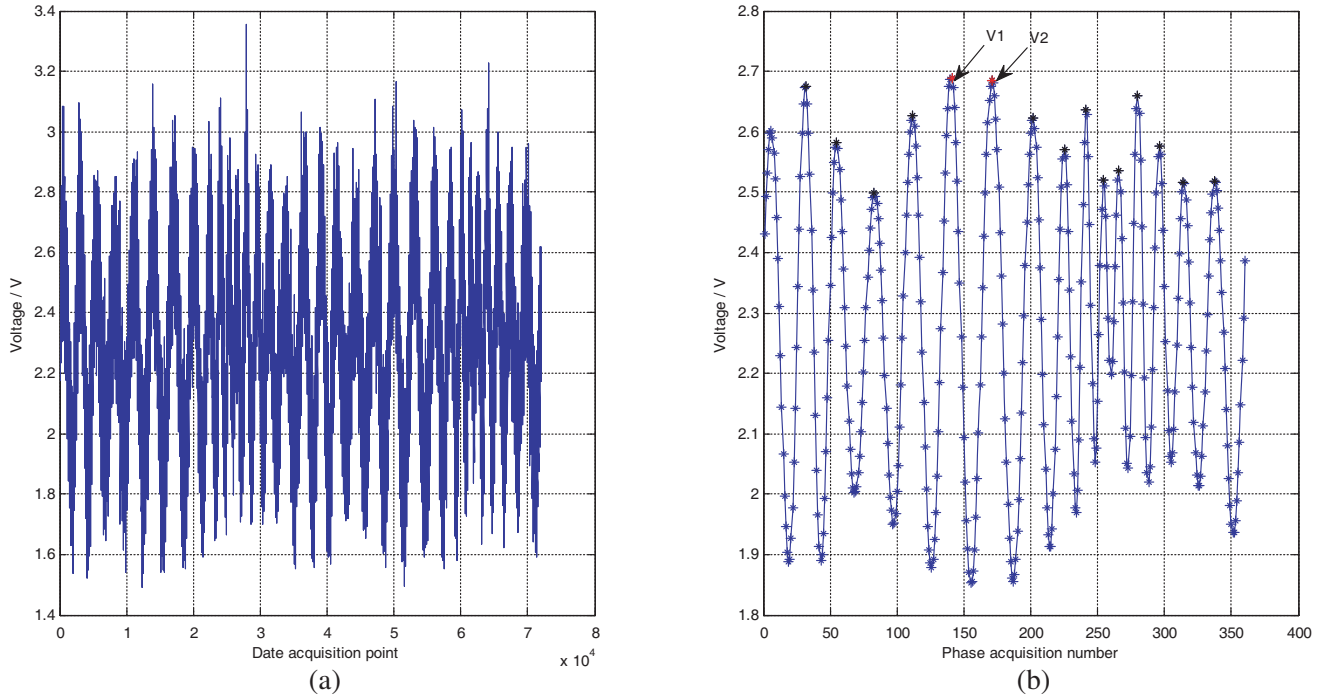 3.4
3.2
3
2.8
2.6
2.4
2.2
2
1.8
1.6
1.4
Voltage / V
0 1 2 3 4 5 6 7 8
Date acquisition point
x 10^4
(a)
2.8
2.7
2.6
2.5
2.4
2.3
2.2
2.1
2
1.9
1.8
Voltage / V
V1 V2
0 50 100 150 200 250 300 350 400
Phase acquisition number
(b)